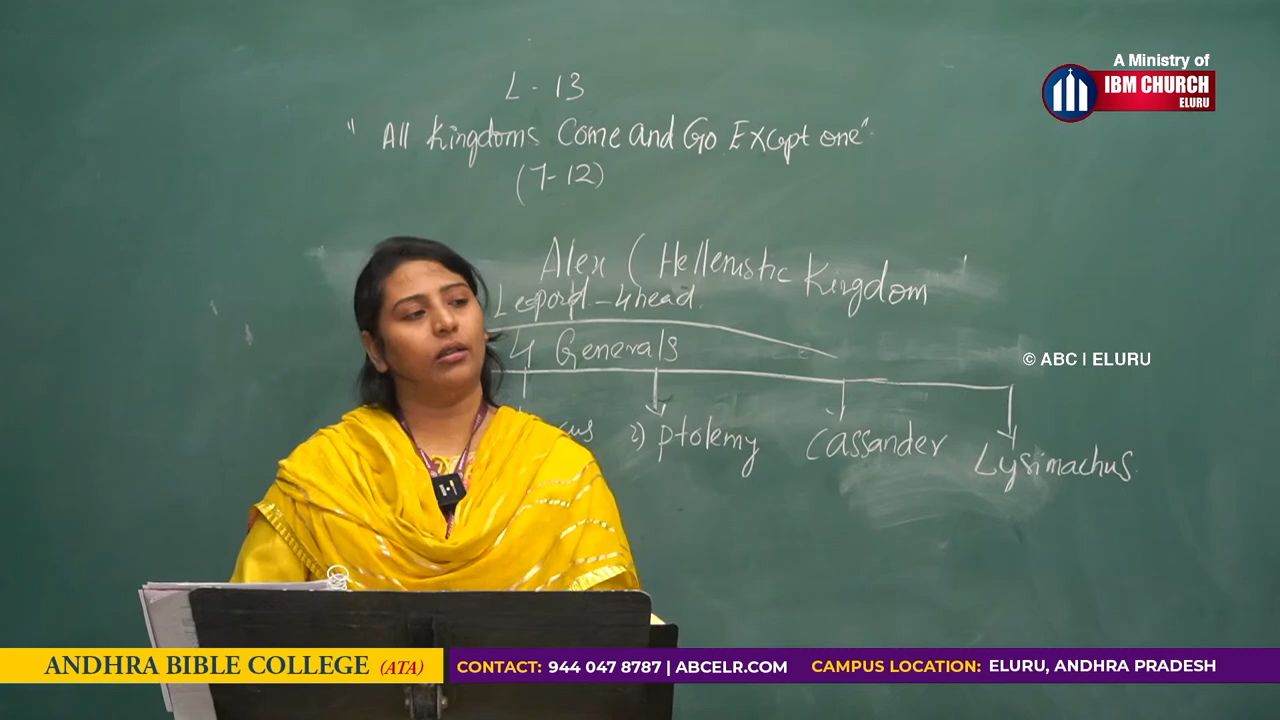 A Ministry of
IBM CHURCH
ELURU
L - 13
"All Kingdoms Come And Go Except one"
(7-12)
Alex (Hellenistic Kingdom
Leopard - 4 head.
4 Generals
2) Ptolemy Cassander Lysimachus.
© ABC | ELURU
ANDHRA BIBLE COLLEGE (ATA)
CONTACT: 944 047 8787 | ABCELR.COM CAMPUS LOCATION: ELURU, ANDHRA PRADESH